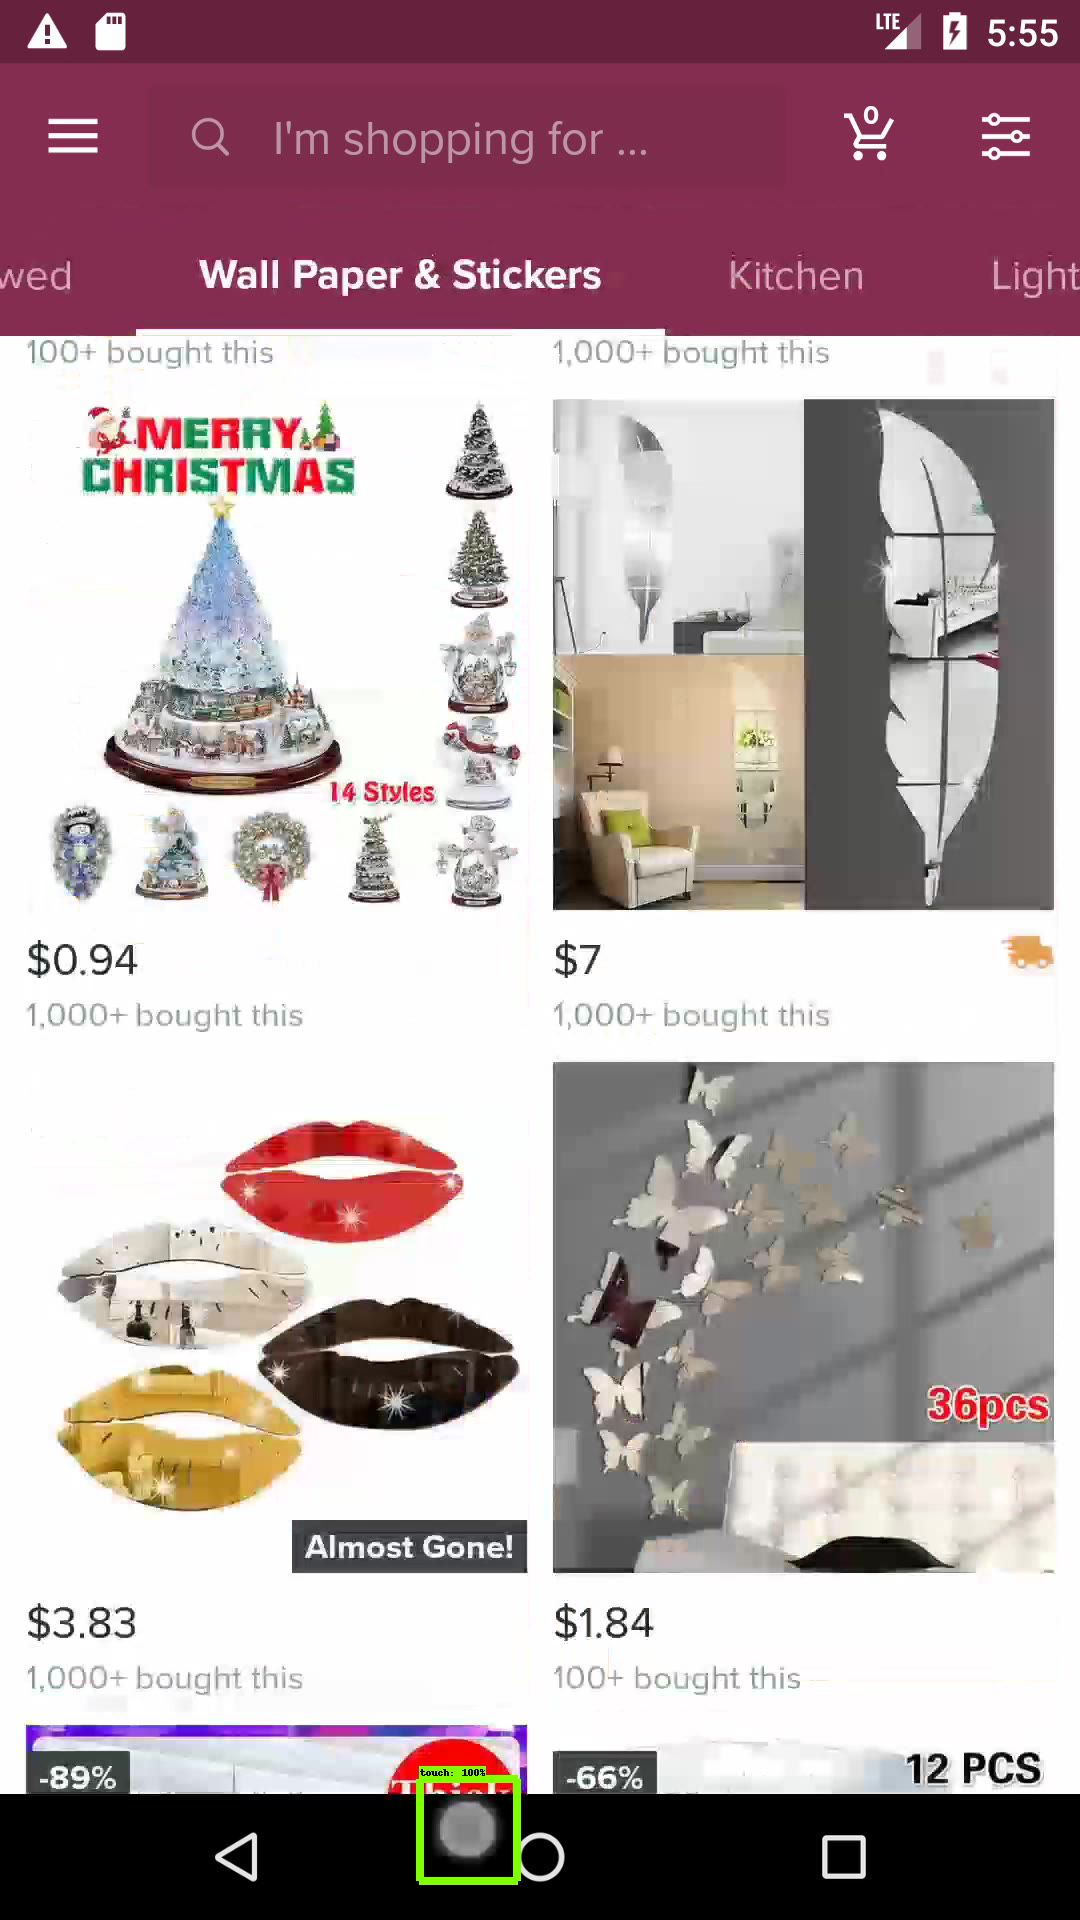 LTE 5:55
I'm shopping for ...
0
wed Wall Paper & Stickers Kitchen Light
100+ bought this 1,000+ bought this
MERRY
CHRISTMAS
14 Styles
$0.94 $7
1,000+ bought this 1,000+ bought this
36pcs
Almost Gone!
$3.83 $1.84
1,000+ bought this 100+ bought this
-89% -66% 12 PCS
touch: 100%